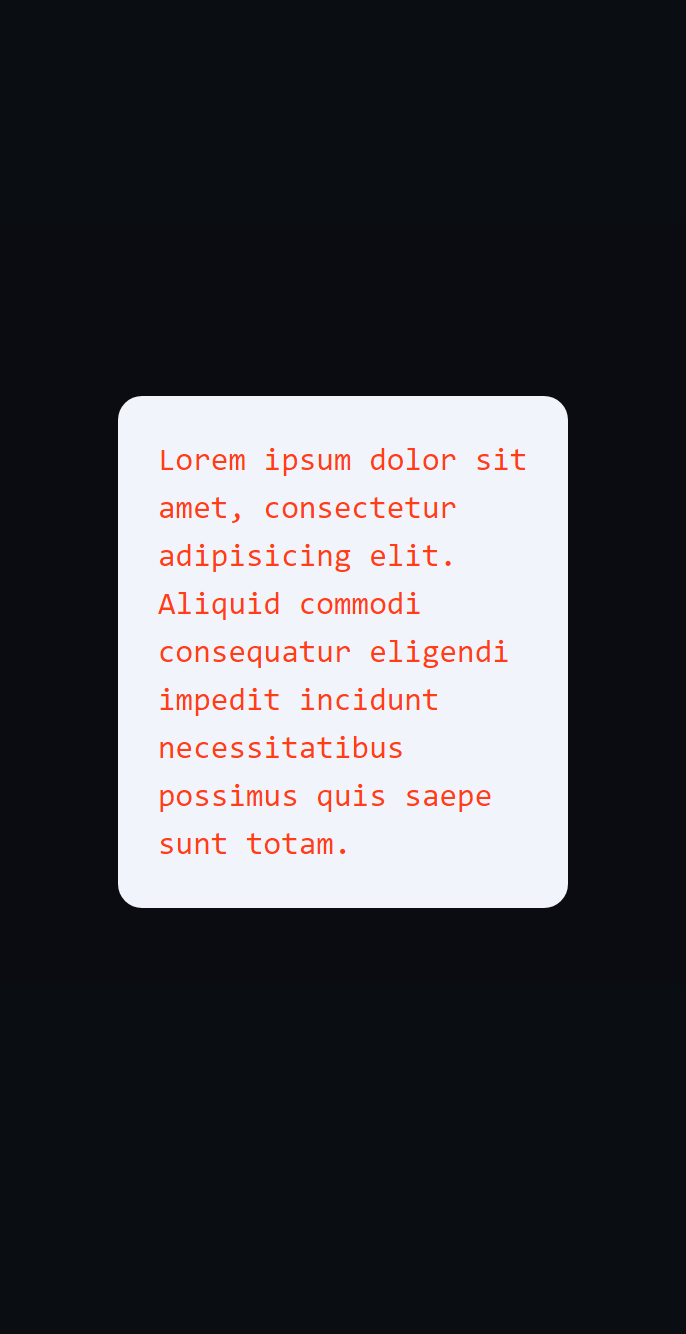 Lorem ipsum dolor sit
amet, consectetur
adipisicing elit.
Aliquid commodi
consequatur eligendi
impedit incidunt
necessitatibus
possimus quis saepe
sunt totam.